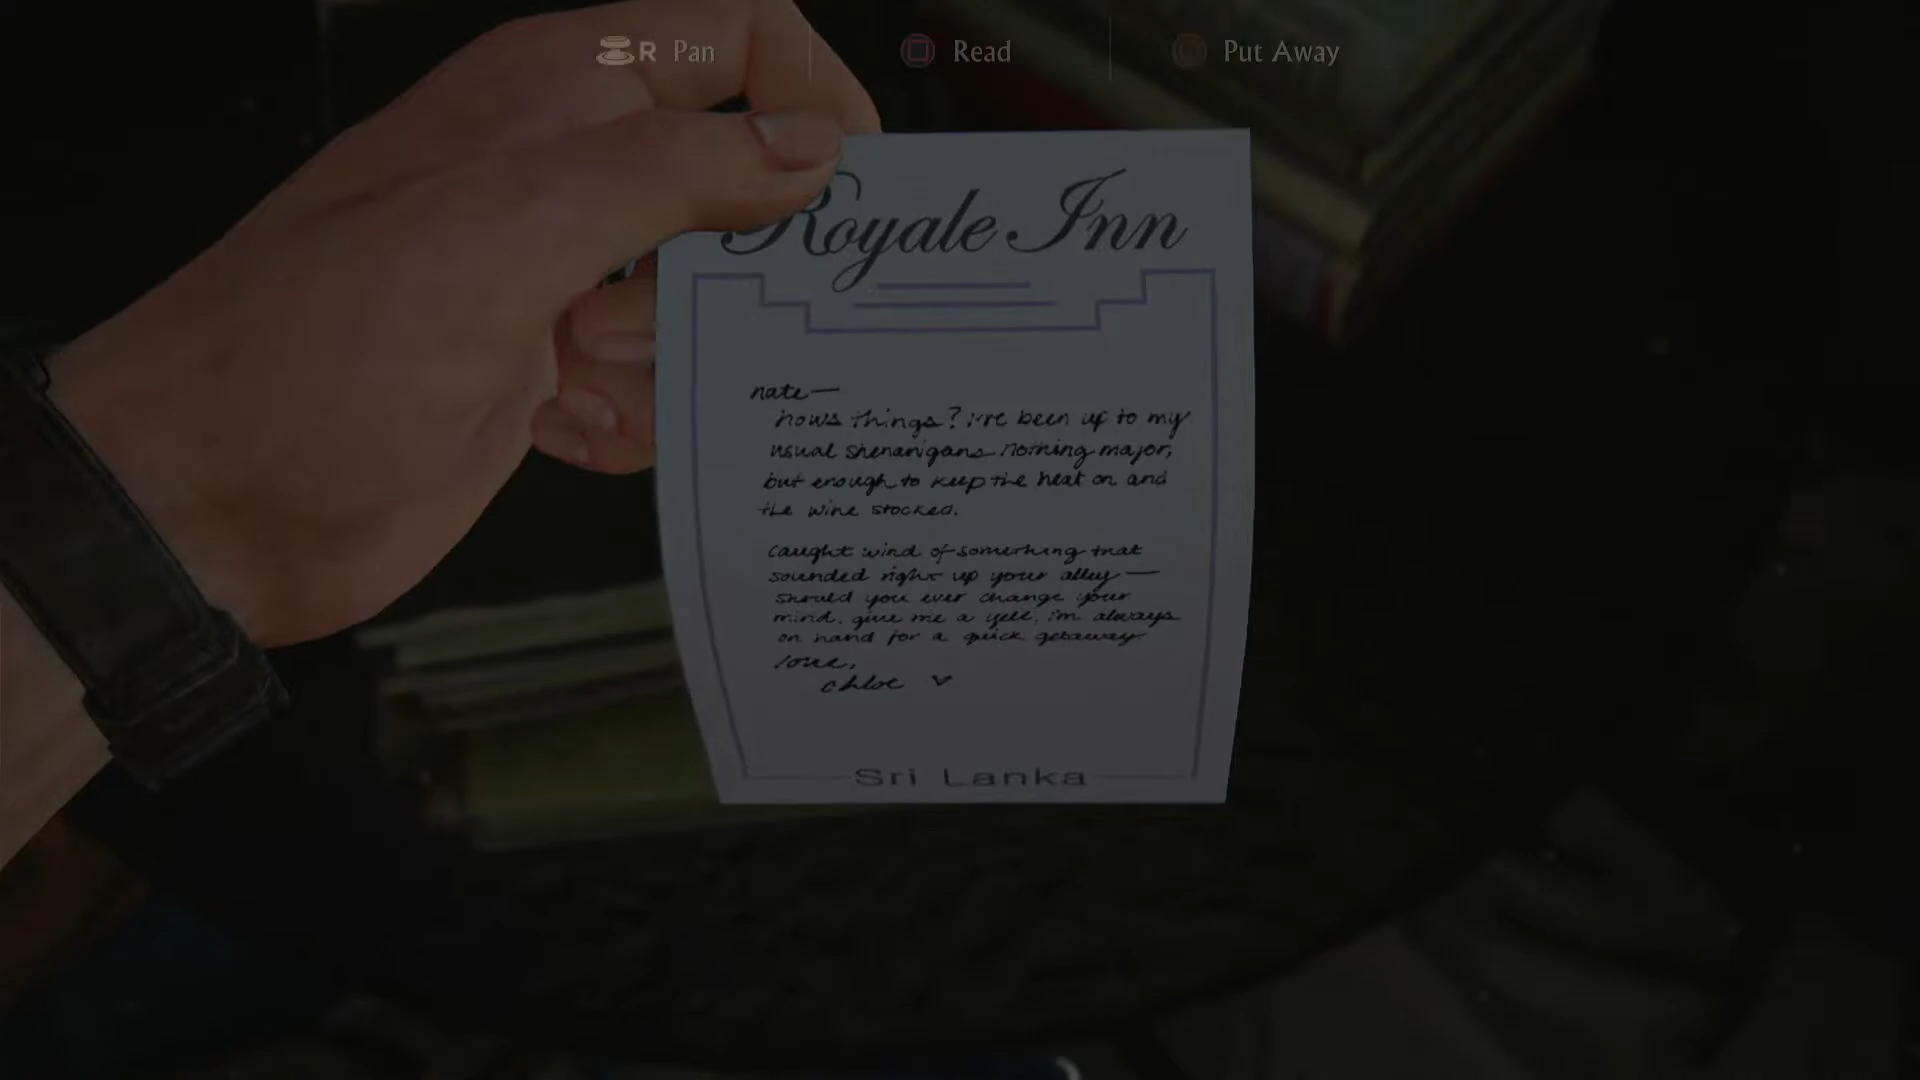 R Pan
Read
Put Away
Royale Inn
nate—
hows things? i've been up to my
usual shenanigans. nothing major,
but enough to keep the heat on and
the wine stocked.
caught wind of something that
sounded right up your alley—
should you ever change your
mind, give me a yell. i'm always
on hand for a quick getaway
love,
chloe
Sri Lanka